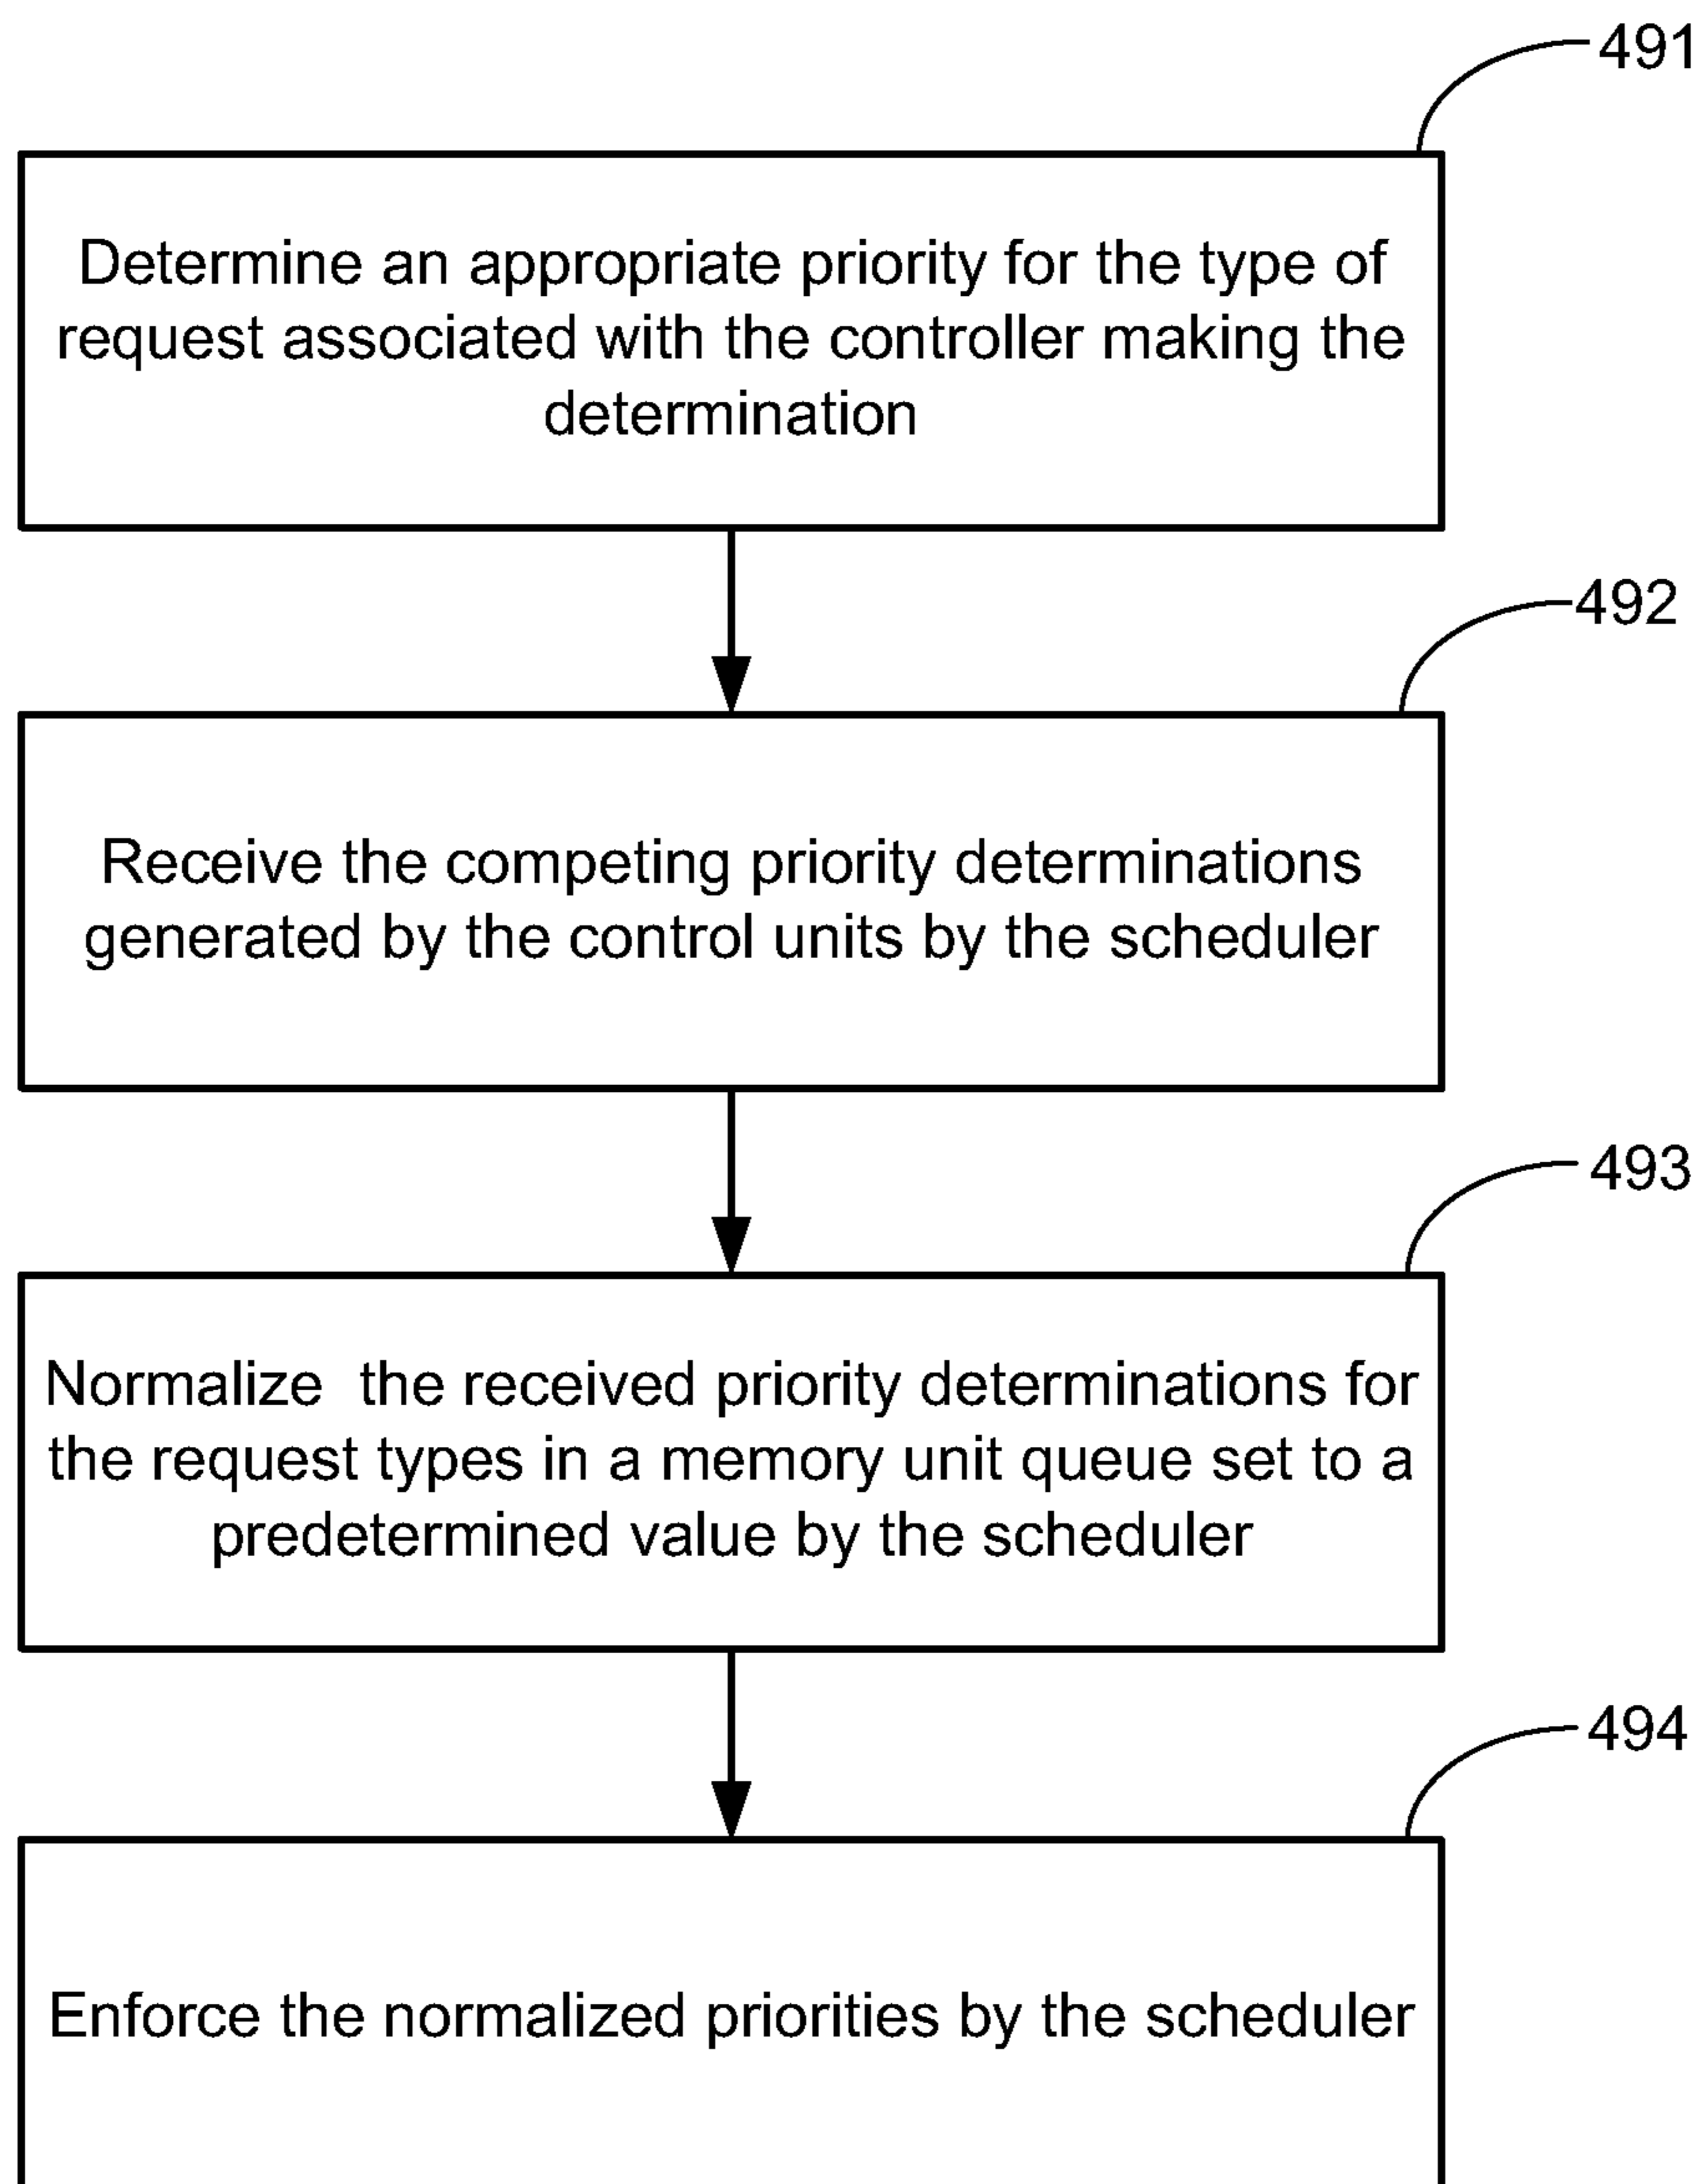 491
Determine an appropriate priority for the type of
request associated with the controller making the
determination
492
Receive the competing priority determinations
generated by the control units by the scheduler
493
Normalize  the received priority determinations for
the request types in a memory unit queue set to a
predetermined value by the scheduler
494
Enforce the normalized priorities by the scheduler